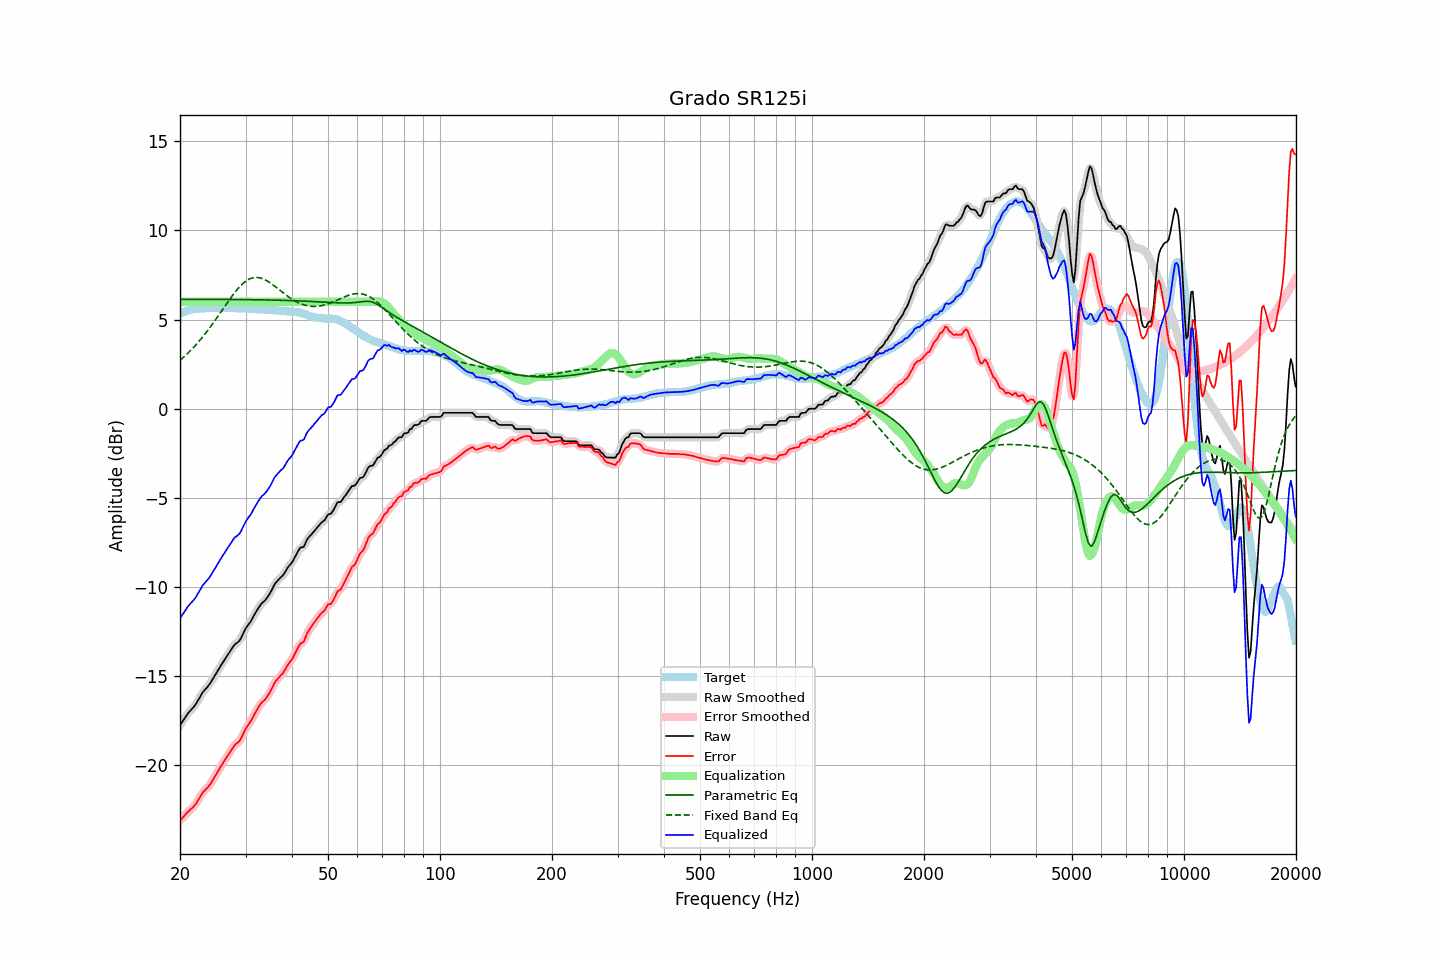 Grado SR125i
15
10
5
0
−5
−10
−15
−20
Amplitude (dBr)
20
50
100
200
500
1000
2000
5000
10000
20000
Frequency (Hz)
Target
Raw Smoothed
Error Smoothed
Raw
Error
Equalization
Parametric Eq
Fixed Band Eq
Equalized